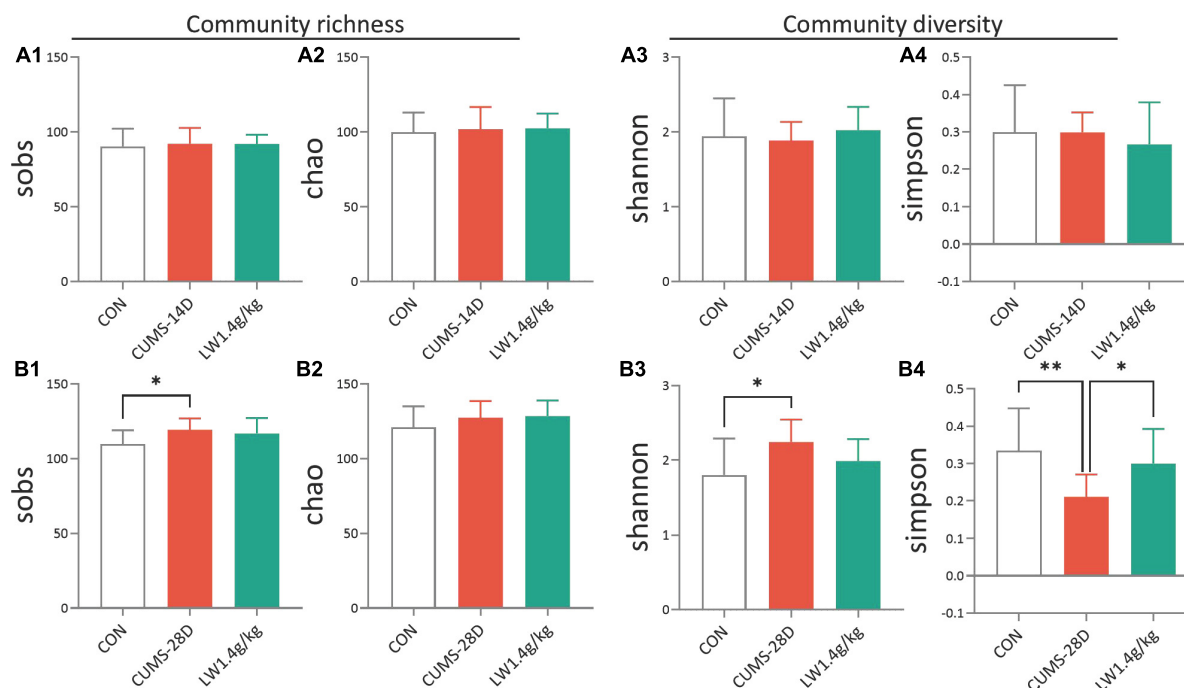 Community richness
Community diversity
A1
150
100
50
0
sobs
CON
CUMS-14D
LW1.4g/kg
A2
150
100
50
0
chao
CON
CUMS-14D
LW1.4g/kg
A3
3
2
1
0
shannon
CON
CUMS-14D
LW1.4g/kg
A4
0.5
0.4
0.3
0.2
0.1
0.0
-0.1
simpson
CON
CUMS-14D
LW1.4g/kg
B1
150
100
50
0
sobs
*
CON
CUMS-28D
LW1.4g/kg
B2
150
100
50
0
chao
CON
CUMS-28D
LW1.4g/kg
B3
3
2
1
0
shannon
*
CON
CUMS-28D
LW1.4g/kg
B4
0.5
0.4
0.3
0.2
0.1
0.0
-0.1
simpson
**
*
CON
CUMS-28D
LW1.4g/kg